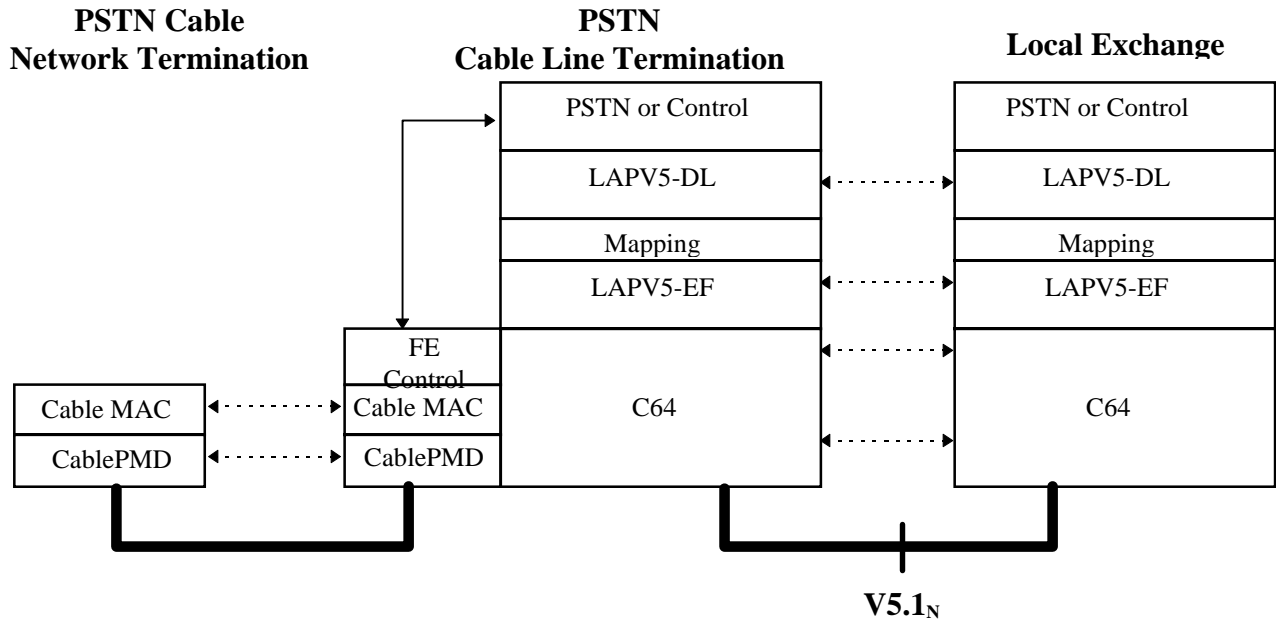 PSTN Cable
Network Termination
PSTN
Cable Line Termination
Local Exchange
PSTN or Control
PSTN or Control
LAPV5-DL
LAPV5-DL
Mapping
Mapping
LAPV5-EF
LAPV5-EF
FE
Control
Cable MAC
Cable MAC
C64
C64
CablePMD
CablePMD
V5.1N